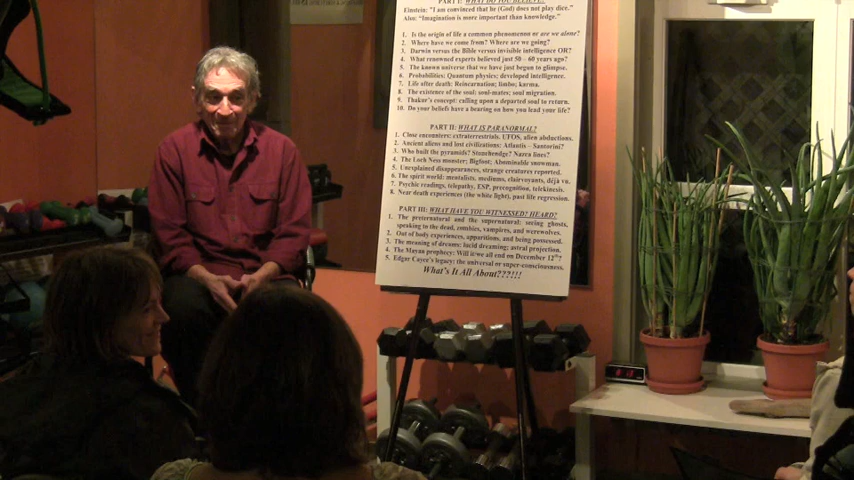 PART I: WHAT DO YOU BELIEVE?
Einstein: "I am convinced that he (God) does not play dice."
Also: "Imagination is more important than knowledge."
1. Is the origin of life a common phenomenon or are we alone?
2. Where have we come from? Where are we going?
3. Darwin versus the Bible versus invisible intelligence OR?
4. What renowned experts believed just 50 - 60 years ago?
5. The known universe that we have just begun to glimpse.
6. Probabilities: Quantum physics; developed intelligence.
7. Life after death: Reincarnation; limbo; karma.
8. The existence of the soul; soul-mates; soul migration.
9. Thakur's concept: calling upon a departed soul to return.
10. Do your beliefs have a bearing on how you lead your life?
PART II: WHAT IS PARANORMAL?
1. Close encounters: extraterrestrials, UFOS, alien abductions.
2. Ancient aliens and lost civilizations: Atlantis – Santorini?
3. Who built the pyramids? Stonehenge? Nazca lines?
4. The Loch Ness monster; Bigfoot; Abominable snowman.
5. Unexplained disappearances, strange creatures reported.
6. The spirit world: mentalists, mediums, clairvoyants, déjà vu.
7. Psychic readings, telepathy, ESP, precognition, telekinesis.
8. Near death experiences (the white light), past life regression.
PART III: WHAT HAVE YOU WITNESSED? HEARD?
1. The preternatural and the supernatural: seeing ghosts,
speaking to the dead, zombies, vampires, and werewolves.
2. Out of body experiences, apparitions, and being possessed.
3. The meaning of dreams: lucid dreaming; astral projection.
4. The Mayan prophecy: Will it/we all end on December 12th?
5. Edgar Cayce's legacy: the universal or super-consciousness.
What's It All About???!!!